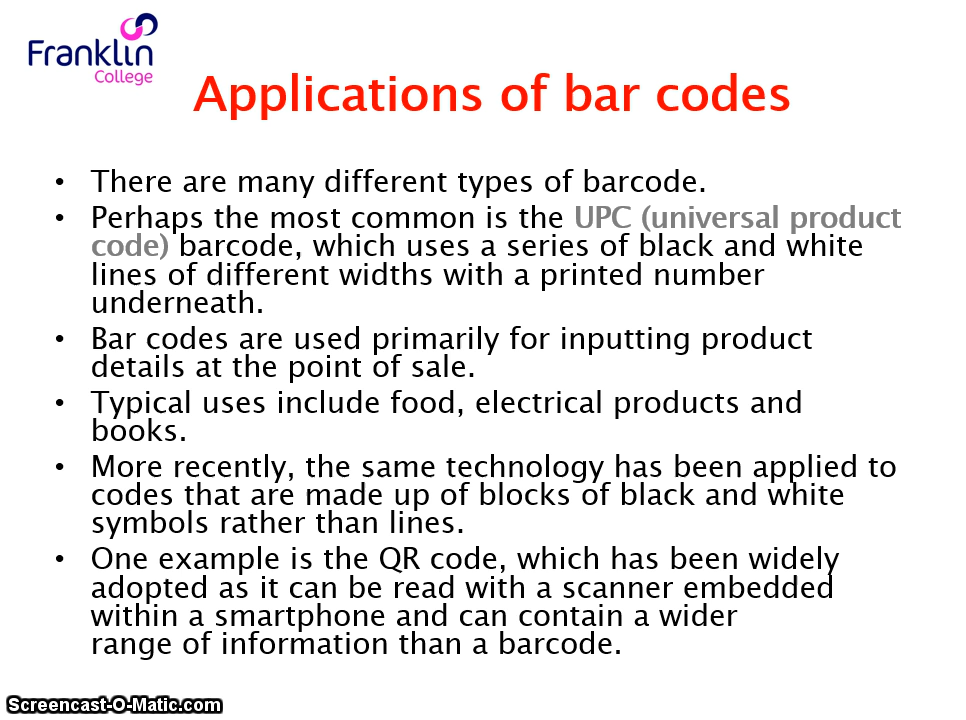 Franklin
College
Applications of bar codes
• There are many different types of barcode.
• Perhaps the most common is the UPC (universal product
code) barcode, which uses a series of black and white
lines of different widths with a printed number
underneath.
• Bar codes are used primarily for inputting product
details at the point of sale.
• Typical uses include food, electrical products and
books.
• More recently, the same technology has been applied to
codes that are made up of blocks of black and white
symbols rather than lines.
• One example is the QR code, which has been widely
adopted as it can be read with a scanner embedded
within a smartphone and can contain a wider
range of information than a barcode.
Screencast-O-Matic.com